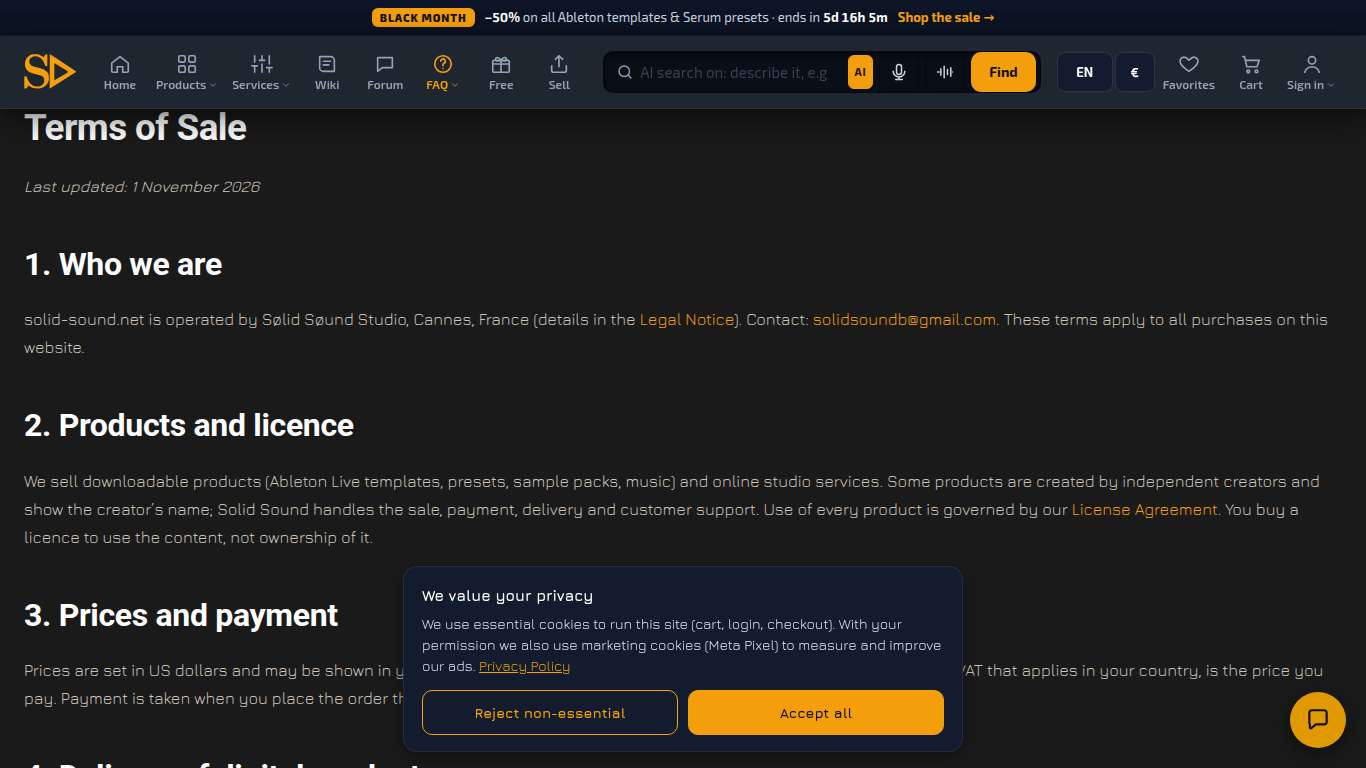 BLACK MONTH −50% on all Ableton templates & Serum presets · ends in 5d 16h 5m Shop the sale →
SD
Home Products Services Wiki Forum FAQ Free Sell AI search on: describe it, e.g AI Find EN € Favorites Cart Sign in
Terms of Sale
Last updated: 1 November 2026
1. Who we are
solid-sound.net is operated by Sølid Søund Studio, Cannes, France (details in the Legal Notice). Contact: solidsoundb@gmail.com. These terms apply to all purchases on this
website.
2. Products and licence
We sell downloadable products (Ableton Live templates, presets, sample packs, music) and online studio services. Some products are created by independent creators and
show the creator’s name; Solid Sound handles the sale, payment, delivery and customer support. Use of every product is governed by our License Agreement. You buy a
licence to use the content, not ownership of it.
3. Prices and payment
Prices are set in US dollars and may be shown in VAT that applies in your country, is the price you
pay. Payment is taken when you place the order
We value your privacy
We use essential cookies to run this site (cart, login, checkout). With your
permission we also use marketing cookies (Meta Pixel) to measure and improve
our ads. Privacy Policy
Reject non-essential Accept all